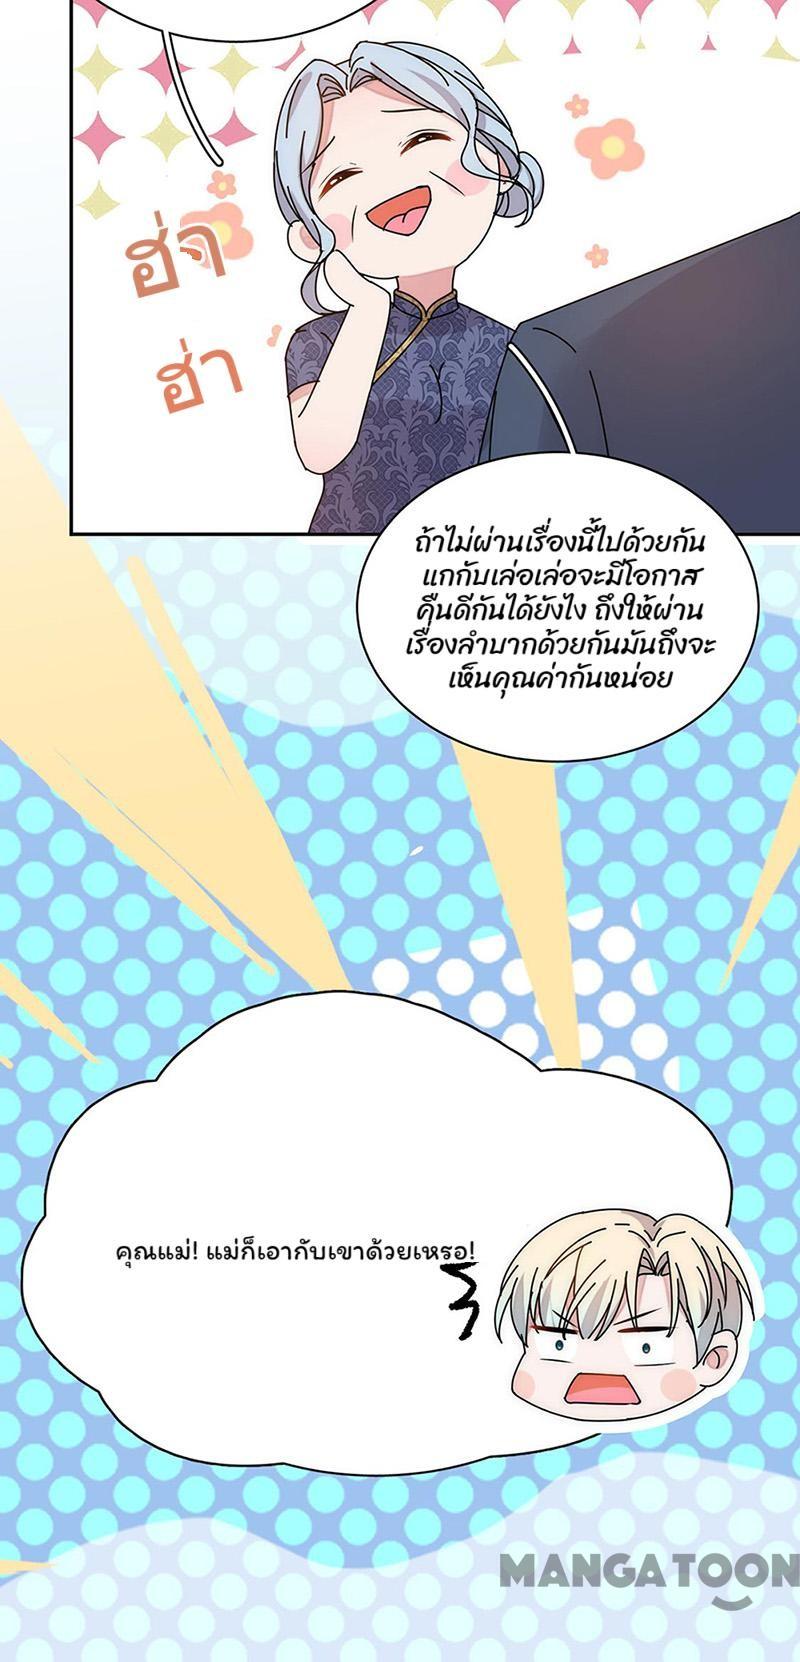 ฮ่า
ฮ่า
ถ้าไม่ผ่านเรื่องนี้ไปด้วยกัน
แกกับเล่อเล่อจะมีโอกาส
คืนดีกันได้ยังไง ถึงให้ผ่าน
เรื่องลำบากด้วยกันมันถึงจะ
เห็นคุณค่ากันหน่อย
คุณแม่! แม่ก็เอากับเขาด้วยเหรอ!
MANGATOON